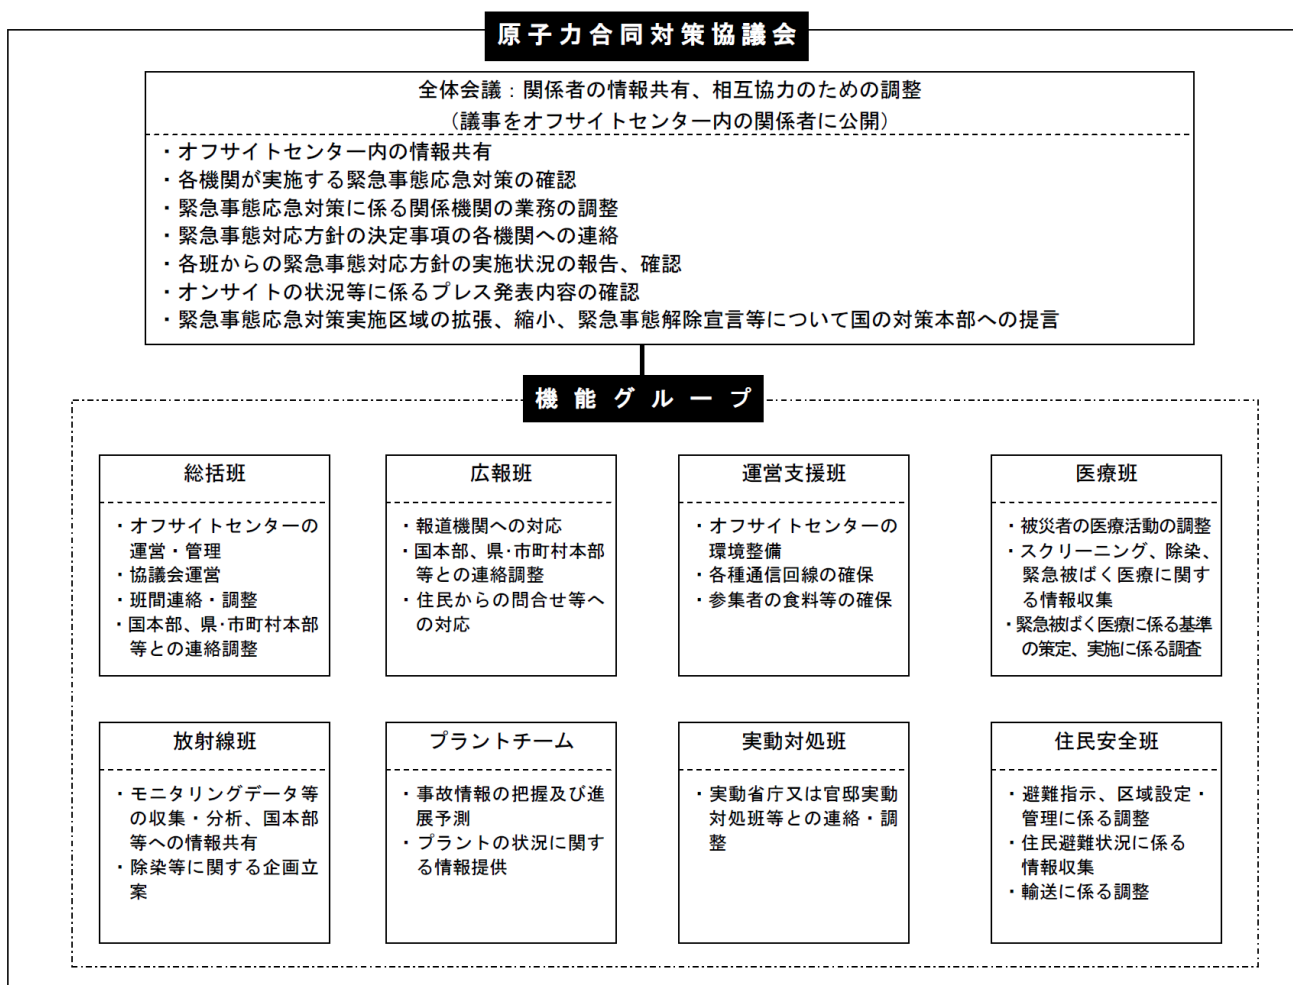 原子力合同対策協議会
全体会議：関係者の情報共有、相互協力のための調整
（議事をオフサイトセンター内の関係者に公開）
・オフサイトセンター内の情報共有
・各機関が実施する緊急事態応急対策の確認
・緊急事態応急対策に係る関係機関の業務の調整
・緊急事態対応方針の決定事項の各機関への連絡
・各班からの緊急事態対応方針の実施状況の報告、確認
・オンサイトの状況等に係るプレス発表内容の確認
・緊急事態応急対策実施区域の拡張、縮小、緊急事態解除宣言等について国の対策本部への提言
機能グループ
総括班
・オフサイトセンターの
運営・管理
・協議会運営
・班間連絡・調整
・国本部、県・市町村本部
等との連絡調整
広報班
・報道機関への対応
・国本部、県・市町村本部
等との連絡調整
・住民からの問合せ等へ
の対応
運営支援班
・オフサイトセンターの
環境整備
・各種通信回線の確保
・参集者の食料等の確保
医療班
・被災者の医療活動の調整
・スクリーニング、除染、
緊急被ばく医療に関す
る情報収集
・緊急被ばく医療に係る基準
の策定、実施に係る調査
放射線班
・モニタリングデータ等
の収集・分析、国本部
等への情報共有
・除染等に関する企画立
案
プラントチーム
・事故情報の把握及び進
展予測
・プラントの状況に関す
る情報提供
実動対処班
・実動省庁又は官邸実動
対処班等との連絡・調
整
住民安全班
・避難指示、区域設定・
管理に係る調整
・住民避難状況に係る
情報収集
・輸送に係る調整